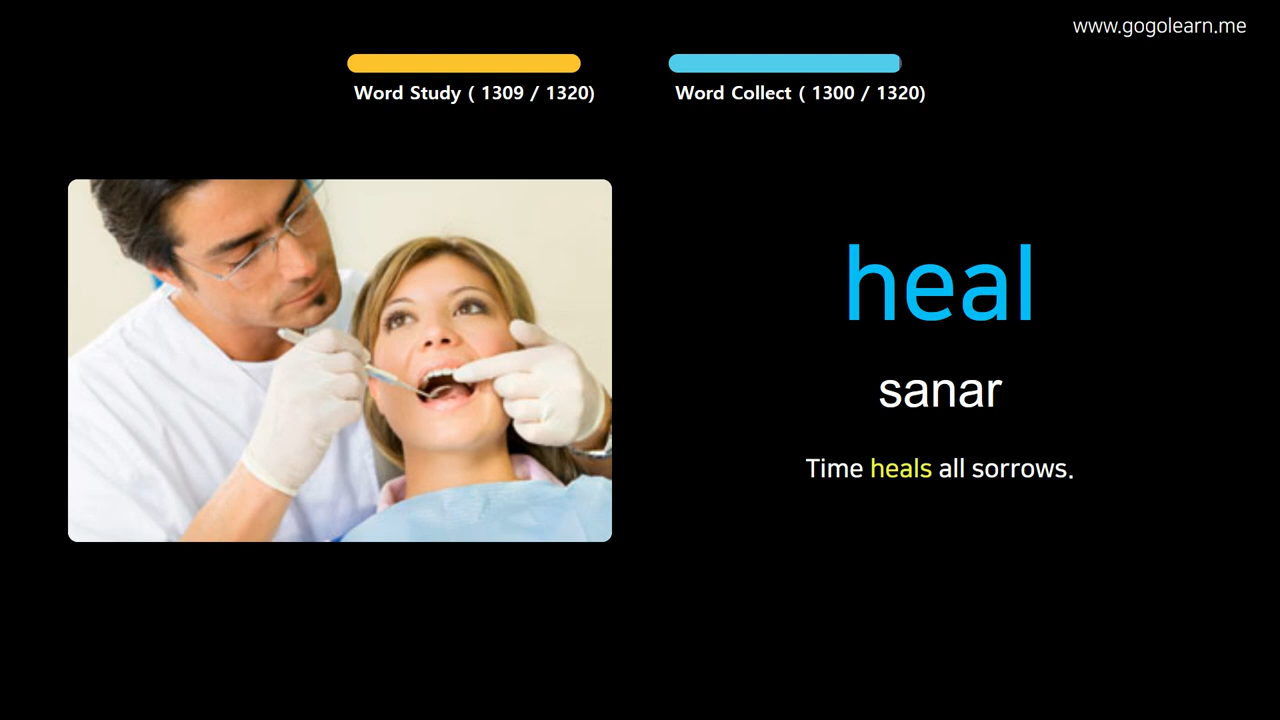 www.gogolearn.me
Word Study ( 1309 / 1320)
Word Collect ( 1300 / 1320)
heal
sanar
Time heals all sorrows.